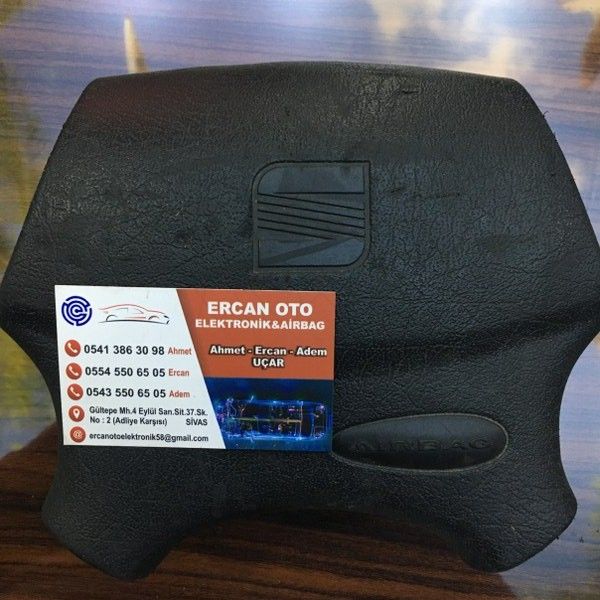 ERCAN OTO
ELEKTRONİK&AİRBAG
Ahmet - Ercan - Adem
UÇAR
0541 386 30 98 Ahmet
0554 550 65 05 Ercan
0543 550 65 05 Adem
Gültepe Mh.4 Eylül San.Sit.37.Sk.
No : 2 (Adliye Karşısı) SİVAS
ercanotoelektronik58@gmail.com
AIRBAG